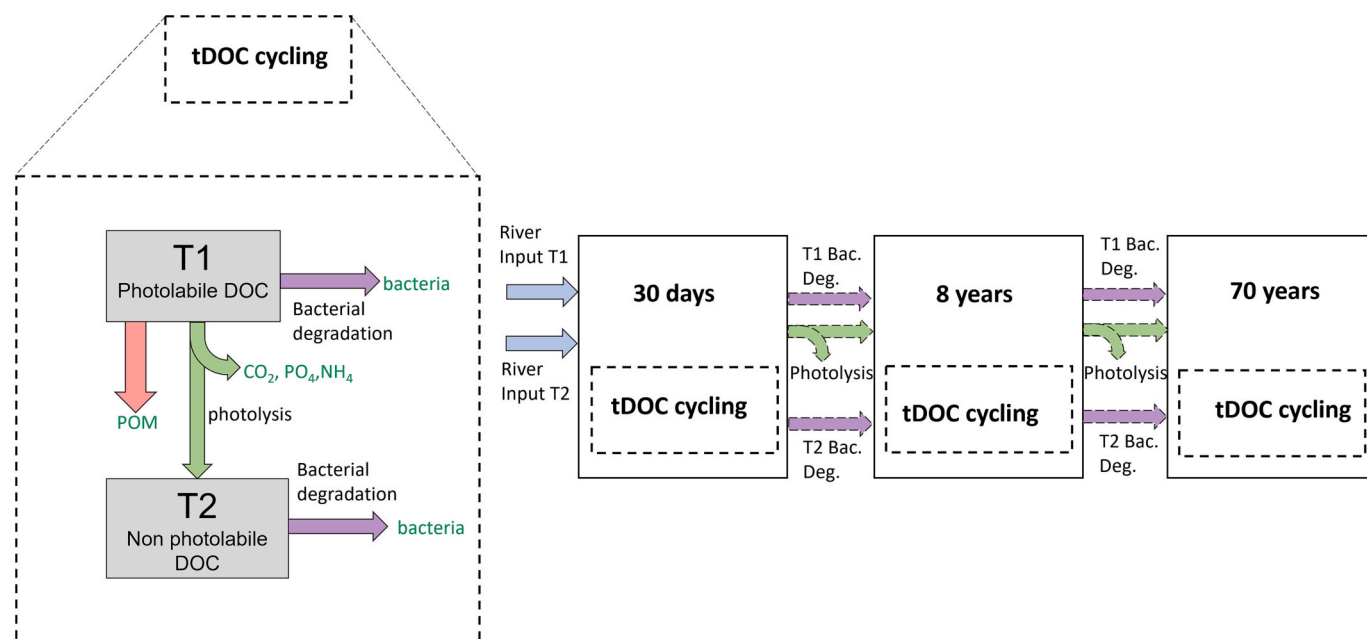 tDOC cycling
T1
Photolabile DOC
bacteria
Bacterial
degradation
CO₂, PO₄,NH₄
photolysis
POM
Bacterial
degradation
T2
Non photolabile
DOC
bacteria
River
Input T1
River
Input T2
30 days
tDOC cycling
T1 Bac.
Deg.
Photolysis
T2 Bac.
Deg.
8 years
tDOC cycling
T1 Bac.
Deg.
Photolysis
T2 Bac.
Deg.
70 years
tDOC cycling